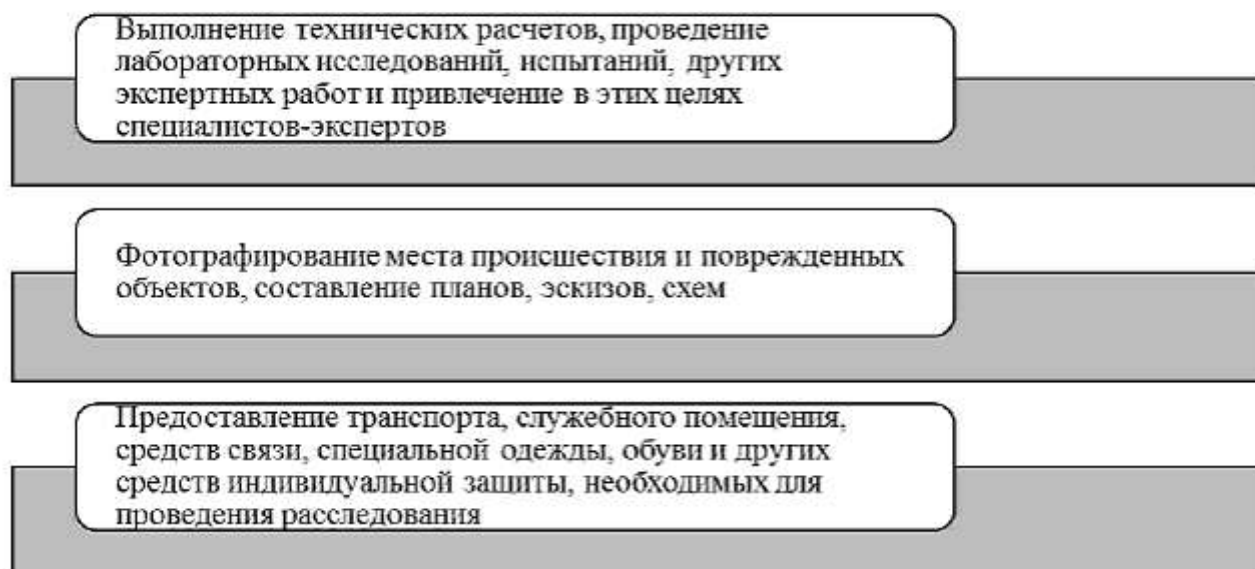 Выполнение технических расчетов, проведение
лабораторных исследований, испытаний, других
экспертных работ и привлечение в этих целях
специалистов-экспертов
Фотографирование места происшествия и поврежденных
объектов, составление планов, эскизов, схем
Предоставление транспорта, служебного помещения,
средств связи, специальной одежды, обуви и других
средств индивидуальной защиты, необходимых для
проведения расследования